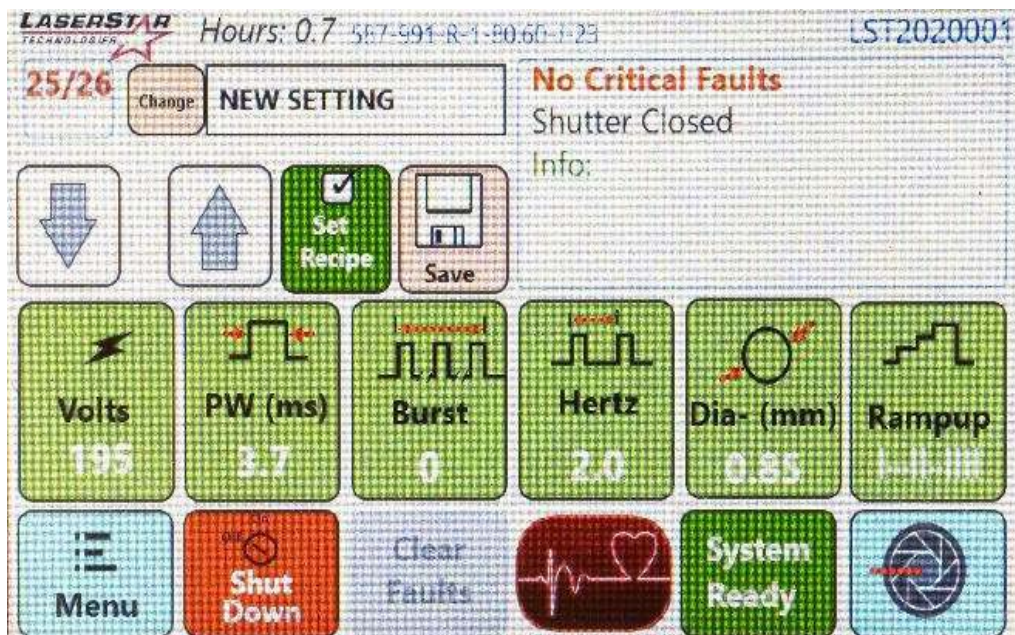 LASERSTAR
TECHNOLOGIES
Hours: 0.7
LST2020001
25/26
Change
NEW SETTING
No Critical Faults
Shutter Closed
Info:
Set
Recipe
Save
Volts
195
PW (ms)
3.7
Burst
0
Hertz
2.0
Dia- (mm)
0.85
Rampup
Menu
Shut
Down
Clear
Faults
System
Ready